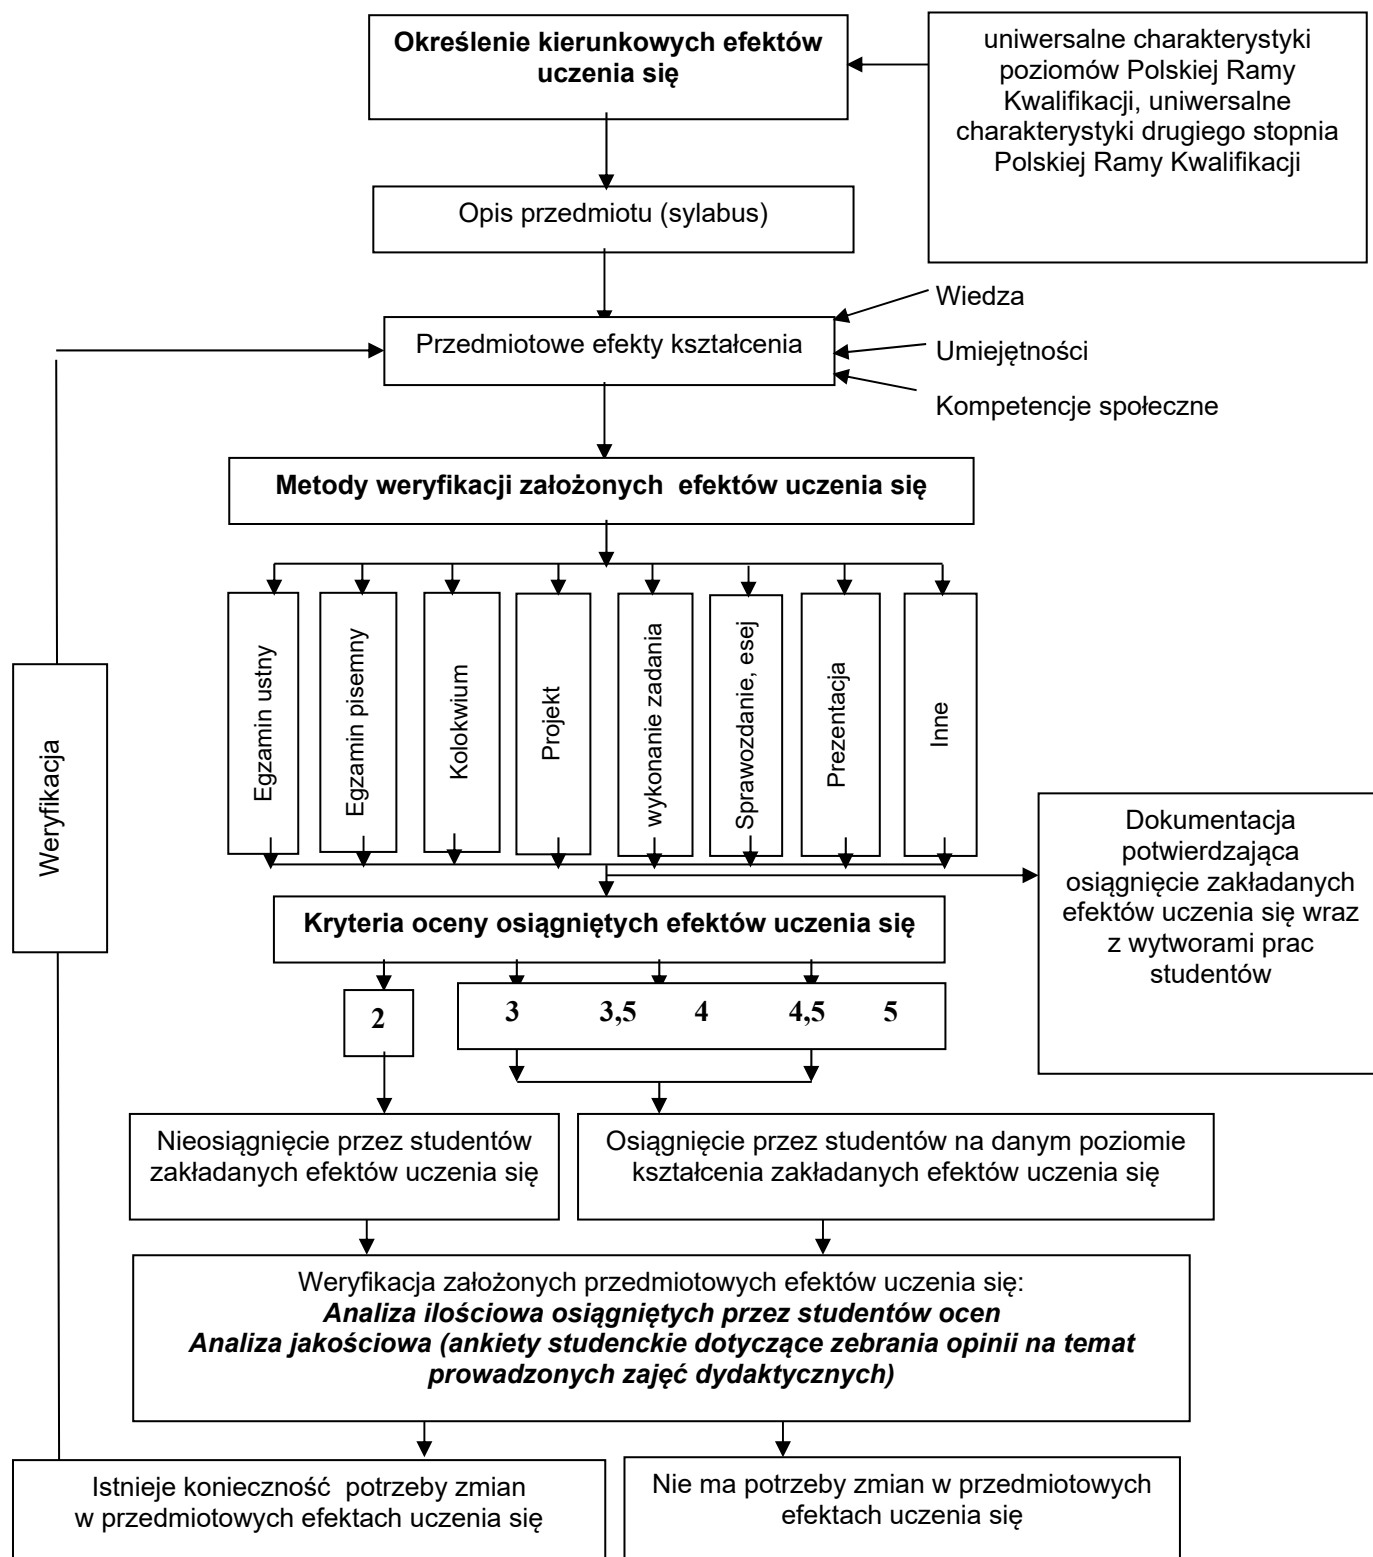 Określenie kierunkowych efektów
uczenia się
uniwersalne charakterystyki
poziomów Polskiej Ramy
Kwalifikacji, uniwersalne
charakterystyki drugiego stopnia
Polskiej Ramy Kwalifikacji
Opis przedmiotu (sylabus)
Wiedza
Przedmiotowe efekty kształcenia
Umiejętności
Kompetencje społeczne
Metody weryfikacji założonych  efektów uczenia się
Egzamin ustny
Egzamin pisemny
Kolokwium
Projekt
wykonanie zadania
Sprawozdanie, esej
Prezentacja
Inne
Weryfikacja
Dokumentacja
potwierdzająca
osiągnięcie zakładanych
efektów uczenia się wraz
z wytworami prac
studentów
Kryteria oceny osiągniętych efektów uczenia się
2
3 3,5 4 4,5 5
Nieosiągnięcie przez studentów
zakładanych efektów uczenia się
Osiągnięcie przez studentów na danym poziomie
kształcenia zakładanych efektów uczenia się
Weryfikacja założonych przedmiotowych efektów uczenia się:
Analiza ilościowa osiągniętych przez studentów ocen
Analiza jakościowa (ankiety studenckie dotyczące zebrania opinii na temat
prowadzonych zajęć dydaktycznych)
Istnieje konieczność  potrzeby zmian
w przedmiotowych efektach uczenia się
Nie ma potrzeby zmian w przedmiotowych
efektach uczenia się